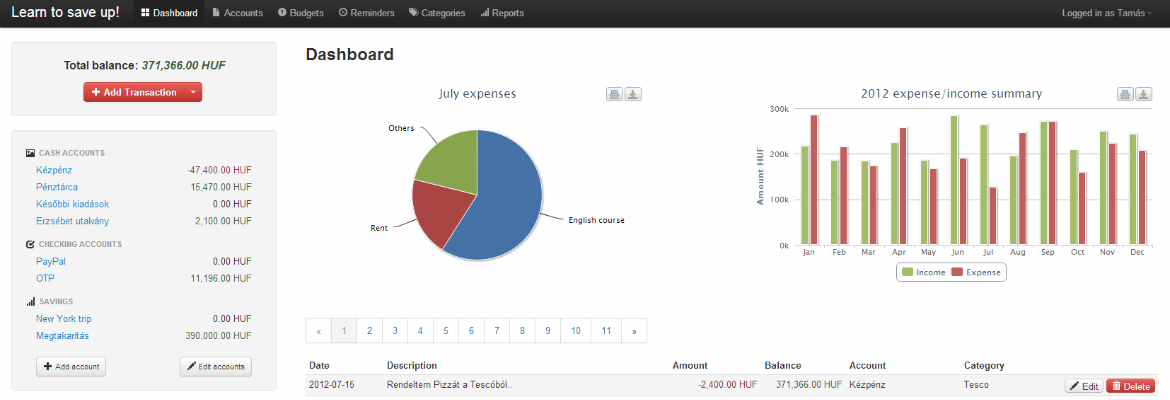 Learn to save up! Dashboard Accounts Budgets Reminders Categories Reports Logged in as Tamás
Total balance: 371,366.00 HUF
Add Transaction
CASH ACCOUNTS
Kézpénz -47,400.00 HUF
Pénztárca 15,470.00 HUF
Későbbi kiadások 0.00 HUF
Erzsébet utalvány 2,100.00 HUF
CHECKING ACCOUNTS
PayPal 0.00 HUF
OTP 11,196.00 HUF
SAVINGS
New York trip 0.00 HUF
Megtakarítás 390,000.00 HUF
Add account Edit accounts
Dashboard
July expenses
Others
Rent
English course
2012 expense/income summary
Amount HUF
300k
200k
100k
0k
Jan Feb Mar Apr May Jun Jul Aug Sep Oct Nov Dec
Income Expense
« 1 2 3 4 5 6 7 8 9 10 11 »
Date Description Amount Balance Account Category
2012-07-15 Rendeltem Pizzát a Tescóból.. -2,400.00 HUF 371,366.00 HUF Kézpénz Tesco Edit Delete